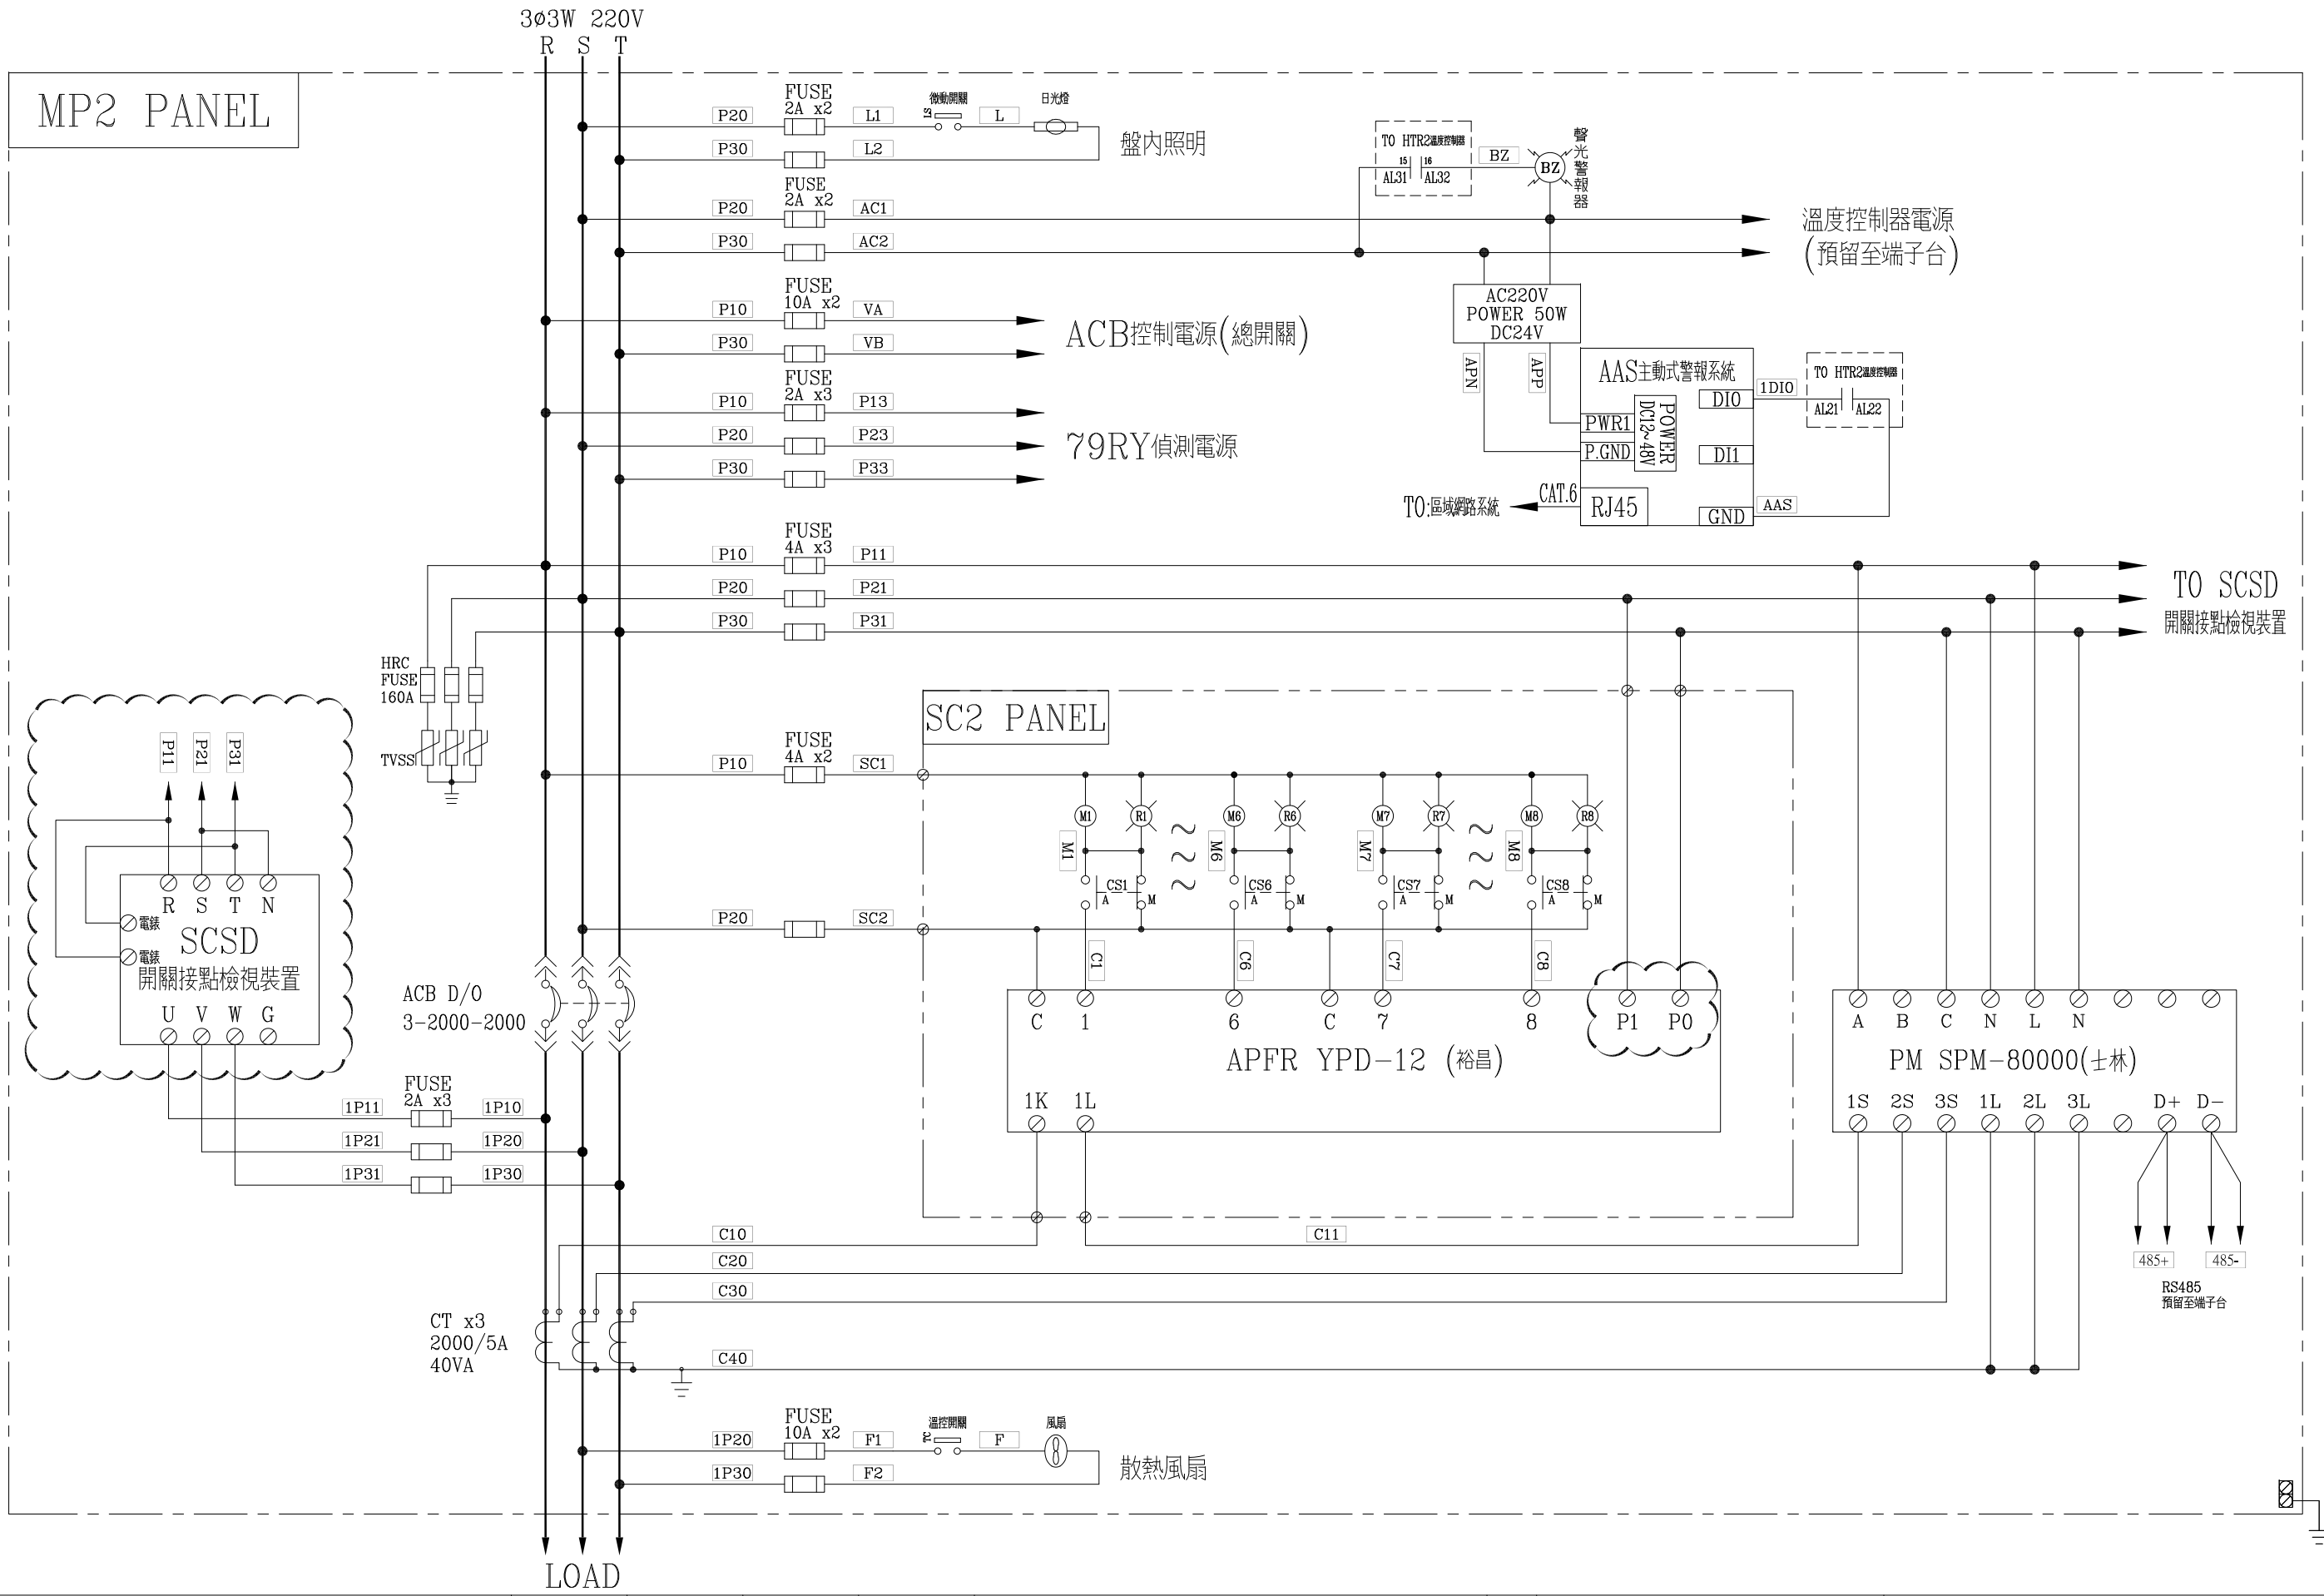 3ø3W 220V
R S T
MP2 PANEL
FUSE
2A x2
P20
L1
LS
微動開關
L
日光燈
P30
L2
盤內照明
FUSE
2A x2
P20
AC1
P30
AC2
TO HTR2溫度控制器
15 16
AL31 AL32
BZ
BZ
聲光警報器
溫度控制器電源
(預留至端子台)
FUSE
10A x2
P10
VA
P30
VB
ACB控制電源(總開關)
AC220V
POWER 50W
DC24V
APN
APP
FUSE
2A x3
P10
P13
P20
P23
P30
P33
79RY偵測電源
AAS主動式警報系統
PWR1
P.GND
POWER
DC12~48V
DI0
DI1
GND
RJ45
CAT.6
TO:區域網路系統
1DI0
TO HTR2溫度控制器
AL21 AL22
AAS
FUSE
4A x3
P10
P11
P20
P21
P30
P31
TO SCSD
開關接點檢視裝置
HRC
FUSE
160A
TVSS
P11
P21
P31
R S T N
電錶
SCSD
電錶
開關接點檢視裝置
U V W G
SC2 PANEL
FUSE
4A x2
P10
SC1
M1 R1 M6 R6 M7 R7 M8 R8
M1
M6
M7
M8
CS1
A M
CS6
A M
CS7
A M
CS8
A M
P20
SC2
C1
C6
C7
C8
ACB D/O
3-2000-2000
C 1 6 C 7 8 P1 P0
APFR YPD-12 (裕昌)
1K 1L
A B C N L N
PM SPM-80000(士林)
1S 2S 3S 1L 2L 3L D+ D-
FUSE
2A x3
1P11
1P10
1P21
1P20
1P31
1P30
C10
C11
C20
C30
485+
485-
RS485
預留至端子台
CT x3
2000/5A
40VA
C40
FUSE
10A x2
1P20
F1
TC
溫控開關
F
風扇
1P30
F2
散熱風扇
LOAD